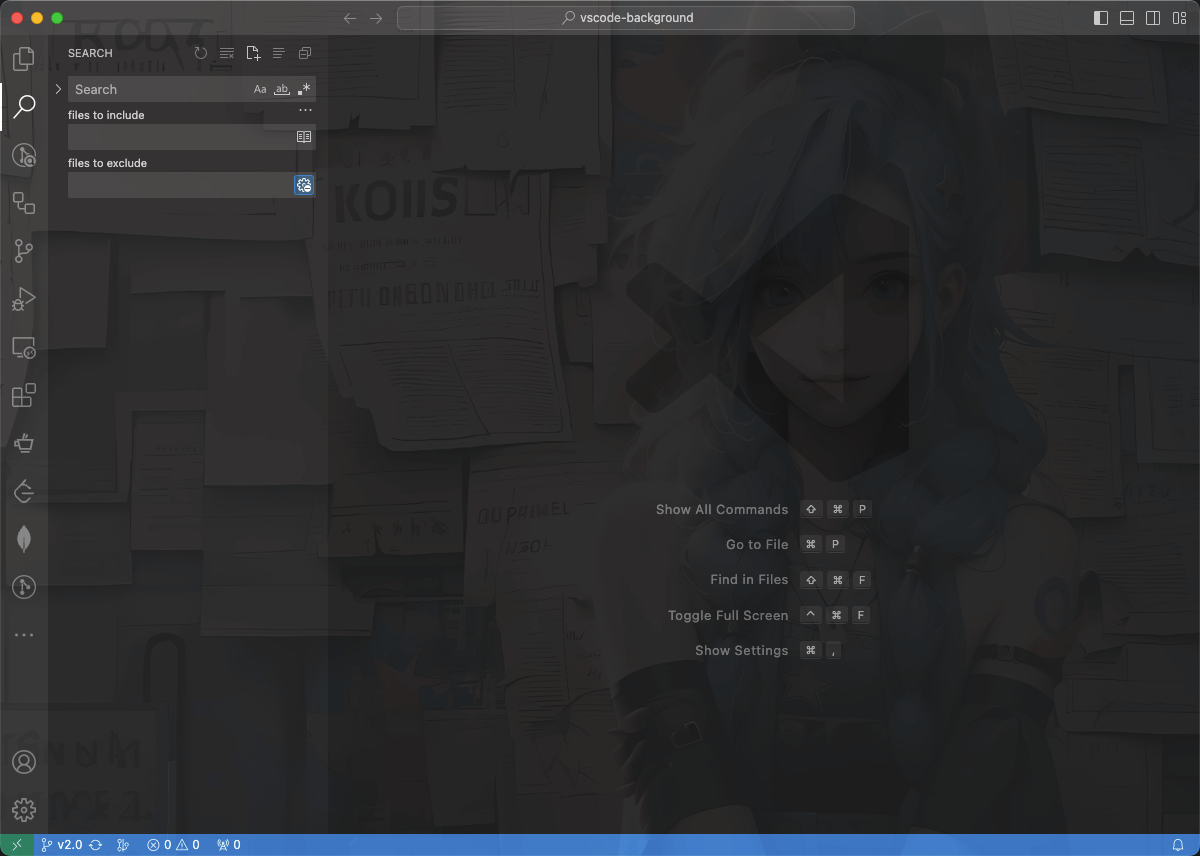 vscode-background
SEARCH
Search
Aa ab .*
files to include
...
files to exclude
KOIIS
Show All Commands ⇧ ⌘ P
Go to File ⌘ P
Find in Files ⇧ ⌘ F
Toggle Full Screen ^ ⌘ F
Show Settings ⌘ ,
v2.0 0 0 0